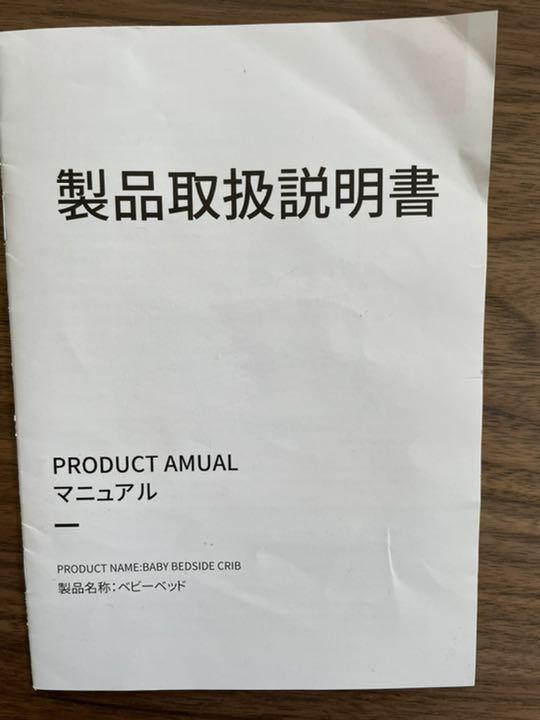 製品取扱説明書
PRODUCT AMUAL
マニュアル
PRODUCT NAME:BABY BEDSIDE CRIB
製品名称：ベビーベッド